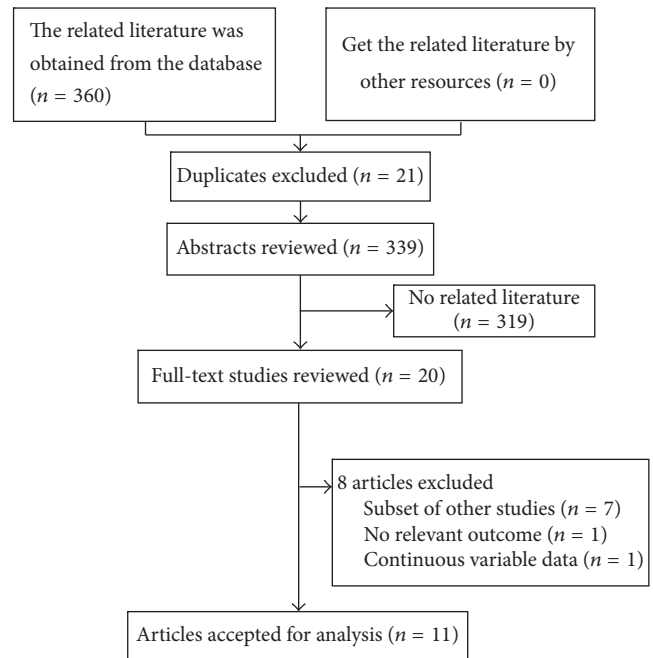 The related literature was
obtained from the database
(n = 360)
Get the related literature by
other resources (n = 0)
Duplicates excluded (n = 21)
Abstracts reviewed (n = 339)
No related literature
(n = 319)
Full-text studies reviewed (n = 20)
8 articles excluded
Subset of other studies (n = 7)
No relevant outcome (n = 1)
Continuous variable data (n = 1)
Articles accepted for analysis (n = 11)